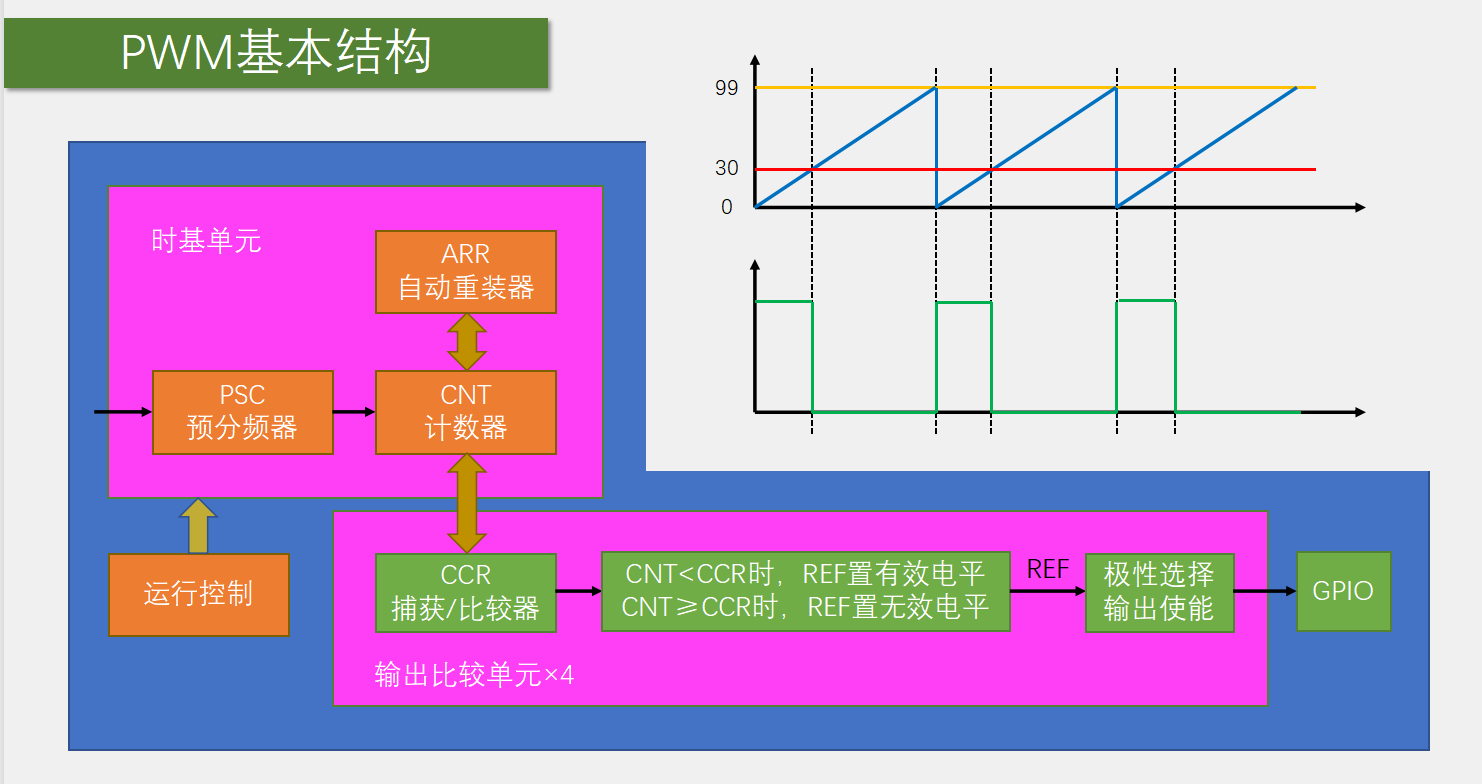 PWM基本结构
99
30
0
时基单元
ARR
自动重装器
PSC
预分频器
CNT
计数器
运行控制
CCR
捕获/比较器
CNT<CCR时，REF置有效电平
CNT≥CCR时，REF置无效电平
REF
极性选择
输出使能
GPIO
输出比较单元×4